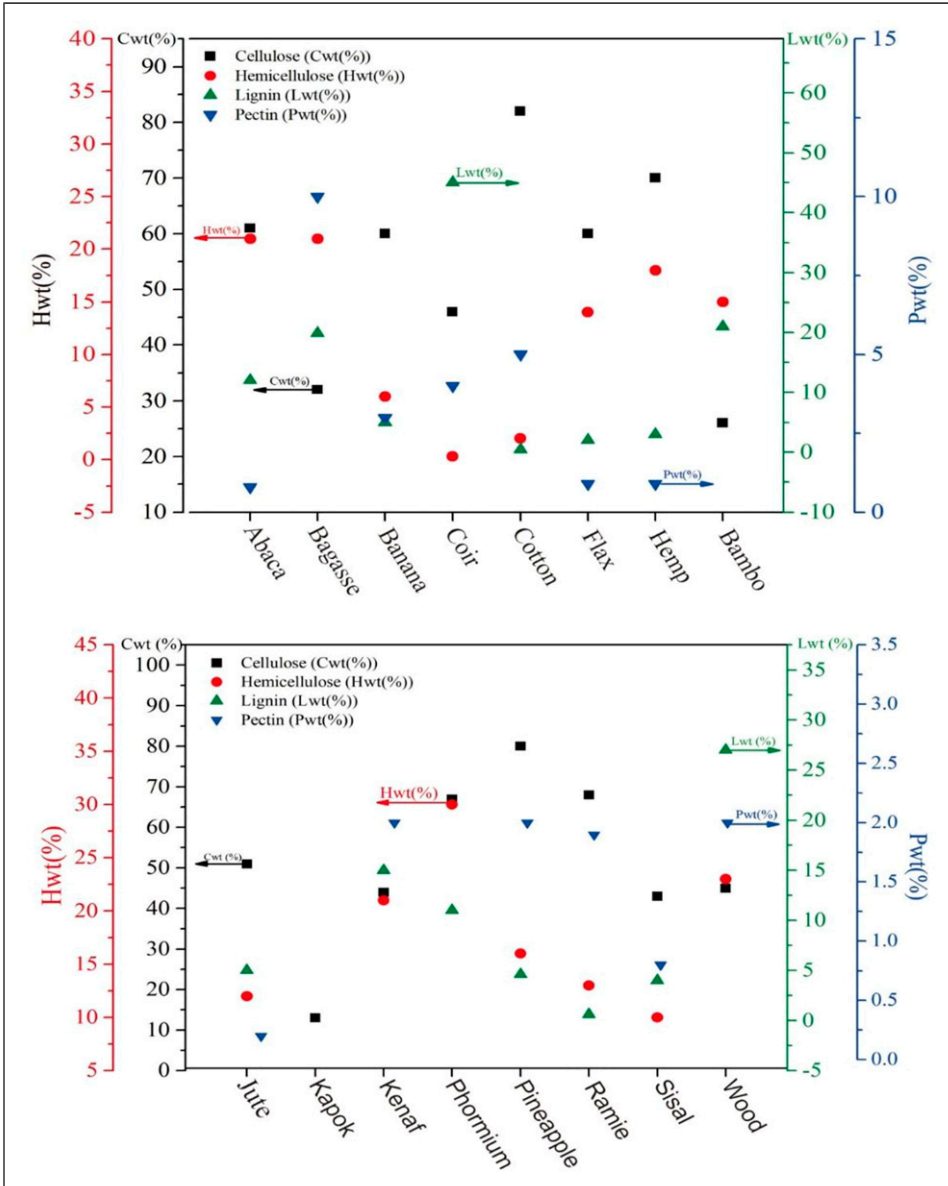 Cwt(%)
Lwt(%)
40
35
30
25
20
15
10
5
0
-5
Hwt(%)
90
80
70
60
50
40
30
20
10
Cellulose (Cwt(%))
Hemicellulose (Hwt(%))
Lignin (Lwt(%))
Pectin (Pwt(%))
Lwt(%)
Hwt(%)
Cwt(%)
Pwt(%)
60
50
40
30
20
10
0
-10
15
10
5
0
Pwt(%)
Abaca
Bagasse
Banana
Coir
Cotton
Flax
Hemp
Bambo
Cwt (%)
Lwt (%)
45
40
35
30
25
20
15
10
5
Hwt(%)
100
90
80
70
60
50
40
30
20
10
0
Cellulose (Cwt(%))
Hemicellulose (Hwt(%))
Lignin (Lwt(%))
Pectin (Pwt(%))
Lwt (%)
Hwt(%)
Pwt(%)
Cwt (%)
35
30
25
20
15
10
5
0
-5
3.5
3.0
2.5
2.0
1.5
1.0
0.5
0.0
Pwt(%)
Jute
Kapok
Kenaf
Phormium
Pineapple
Ramie
Sisal
Wood